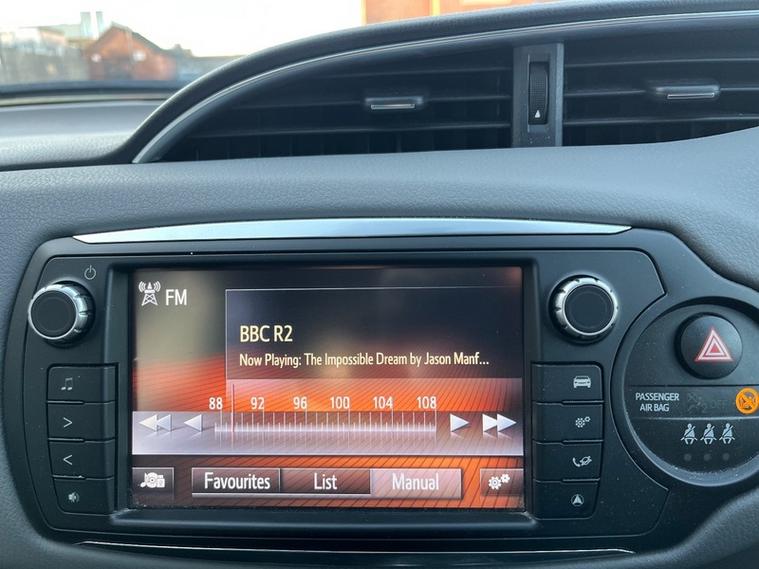 FM
BBC R2
Now Playing: The Impossible Dream by Jason Manf...
88 92 96 100 104 108
Favourites List Manual
PASSENGER
AIR BAG